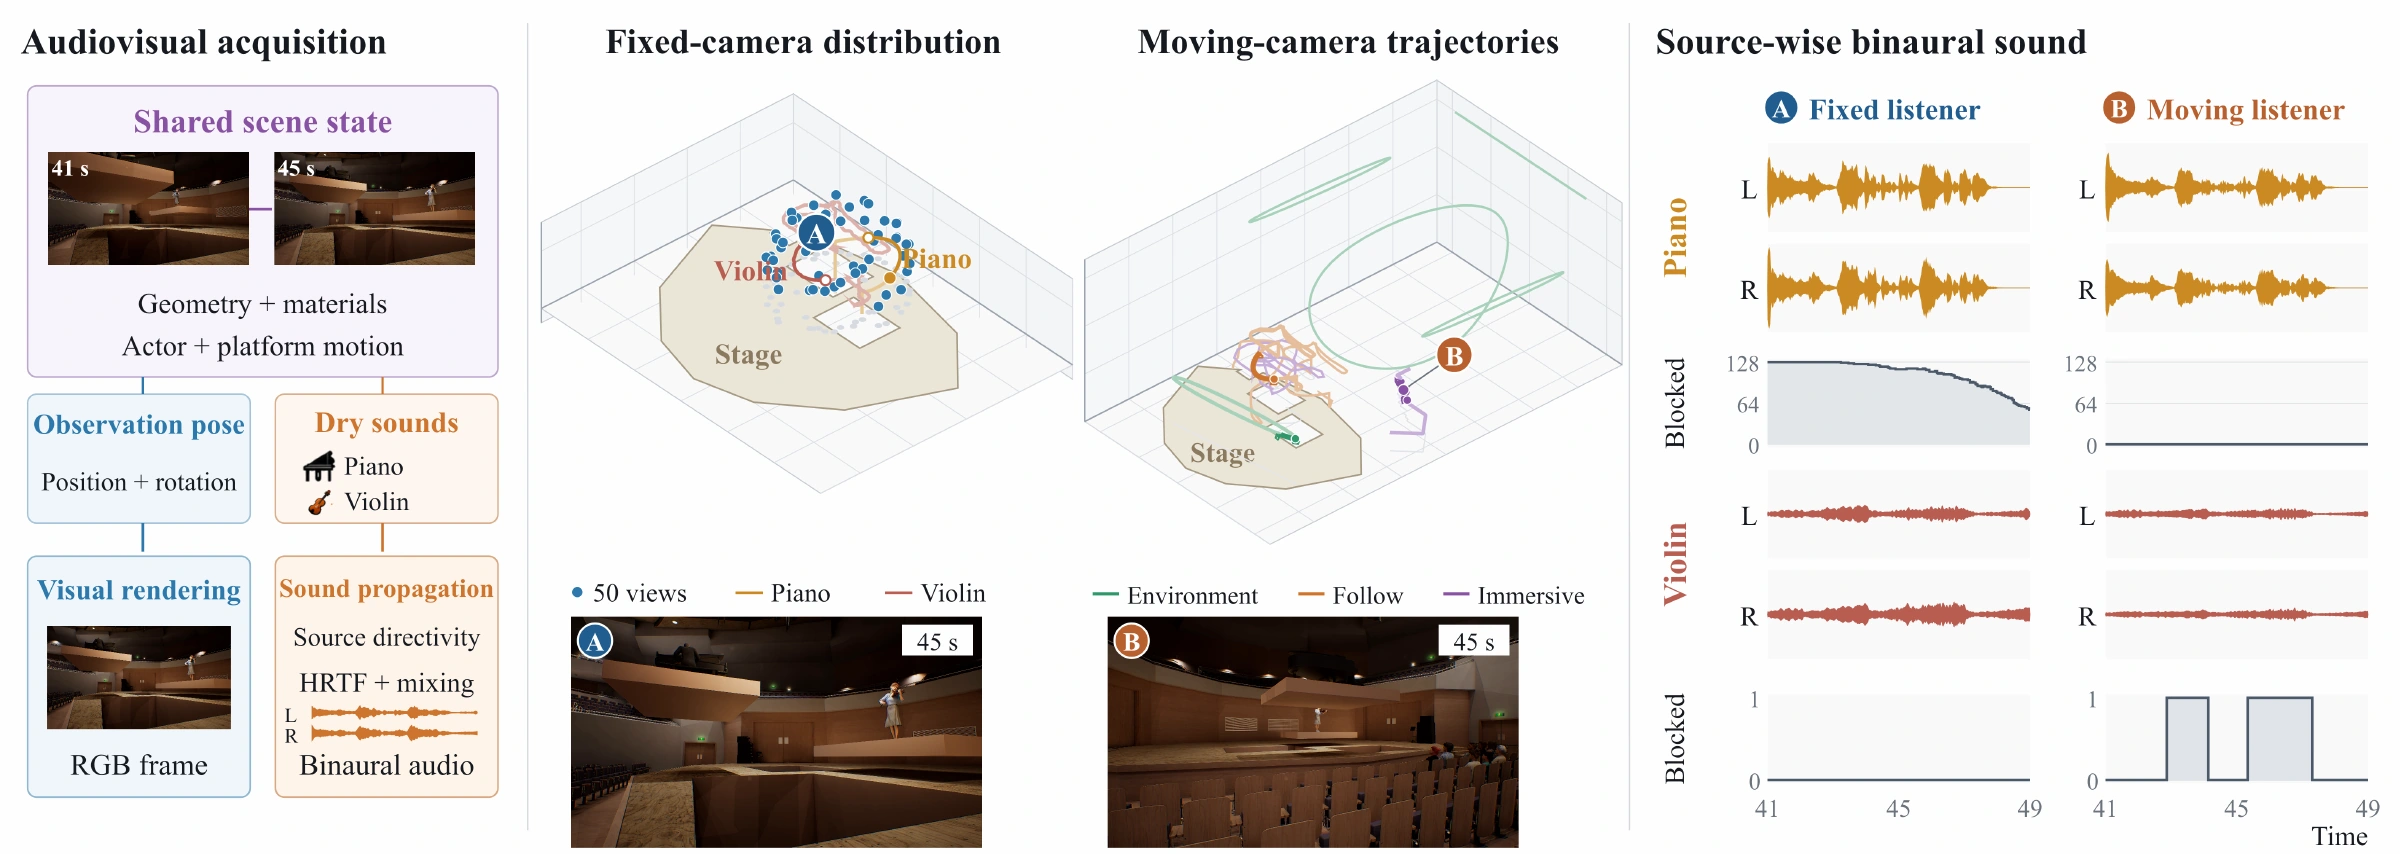 Audiovisual acquisition
Shared scene state
41 s
45 s
Geometry + materials
Actor + platform motion
Observation pose
Position + rotation
Dry sounds
Piano
Violin
Visual rendering
RGB frame
Sound propagation
Source directivity
HRTF + mixing
L
R
Binaural audio
Fixed-camera distribution
A
Violin
Piano
Stage
50 views
Piano
Violin
A
45 s
Moving-camera trajectories
B
Stage
Environment
Follow
Immersive
B
45 s
Source-wise binaural sound
A Fixed listener
B Moving listener
Piano
L
L
R
R
Blocked
128
64
0
128
64
0
Violin
L
L
R
R
Blocked
1
0
1
0
41 45 49
41 45 49
Time